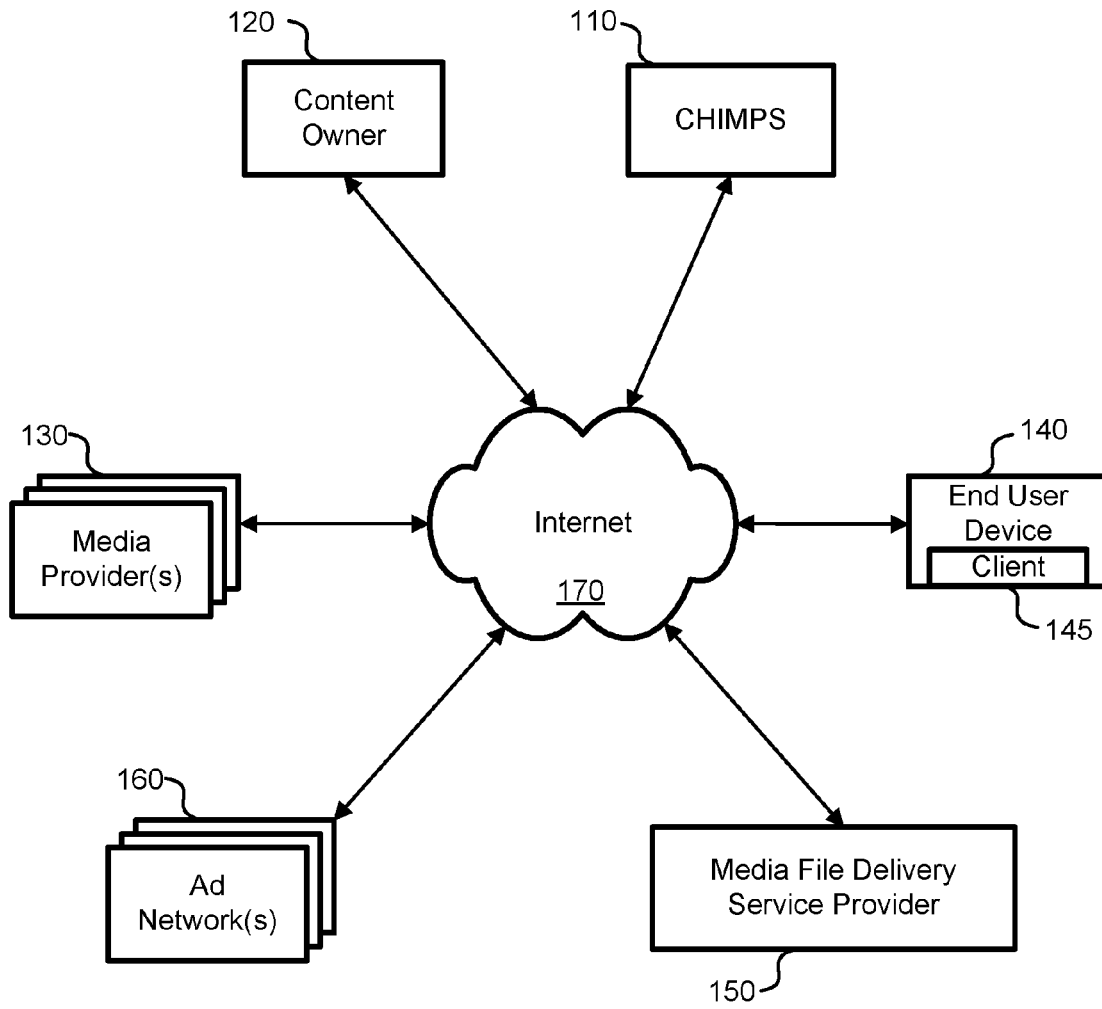 120
Content
Owner
110
CHIMPS
130
Media
Provider(s)
Internet
170
140
End User
Device
Client
145
160
Ad
Network(s)
Media File Delivery
Service Provider
150